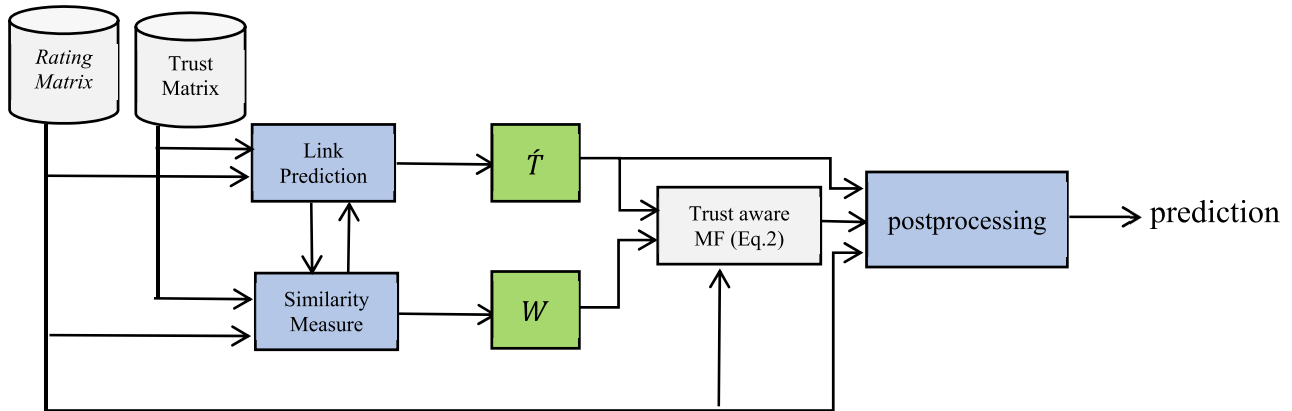 Rating
Matrix
Trust
Matrix
Link
Prediction
T́
Trust aware
MF (Eq.2)
postprocessing
prediction
Similarity
Measure
W